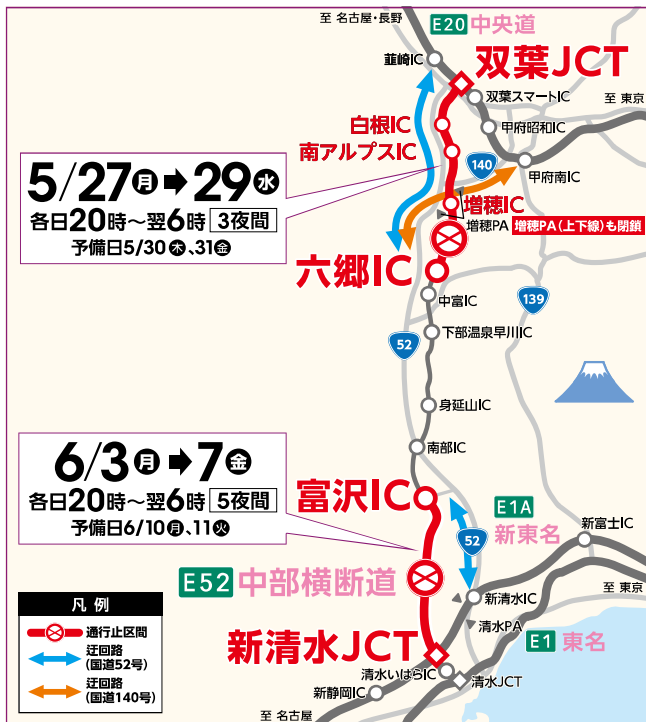 至 名古屋・長野
E20 中央道
韮崎IC
双葉JCT
双葉スマートIC
至 東京
白根IC
甲府昭和IC
南アルプスIC
140
甲府南IC
5/27月➡29水
各日20時～翌6時 3夜間
予備日5/30木、31金
増穂IC
増穂PA
増穂PA(上下線)も閉鎖
六郷IC
中富IC
139
52
下部温泉早川IC
身延山IC
南部IC
6/3月➡7金
各日20時～翌6時 5夜間
予備日6/10月、11火
富沢IC
E1A
新東名
52
新富士IC
E52 中部横断道
至 東京
新清水IC
清水PA
E1 東名
新清水JCT
清水いはらIC
清水JCT
新静岡IC
至 名古屋
凡例
通行止区間
迂回路
(国道52号)
迂回路
(国道140号)